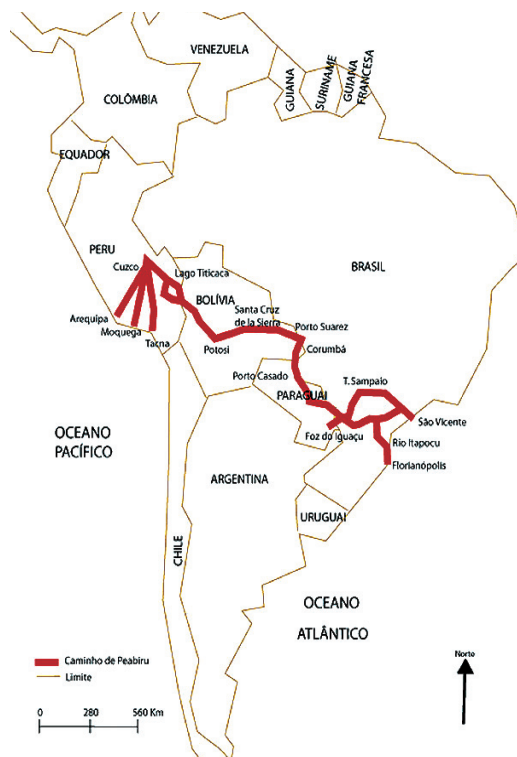 VENEZUELA
GUIANA
SURINAME
GUIANA
FRANCESA
COLÔMBIA
EQUADOR
PERU
BRASIL
Cuzco
Lago Titicaca
BOLÍVIA
Santa Cruz
de la Sierra
Arequipa
Moquega
Tacna
Potosi
Porto Suarez
Corumbá
Porto Casado
T. Sampaio
PARAGUAI
São Vicente
Foz do Iguaçu
Rio Itapocu
Florianópolis
OCEANO
PACÍFICO
ARGENTINA
URUGUAI
CHILE
OCEANO
ATLÂNTICO
Caminho de Peabiru
Limite
0 280 560 Km
Norte